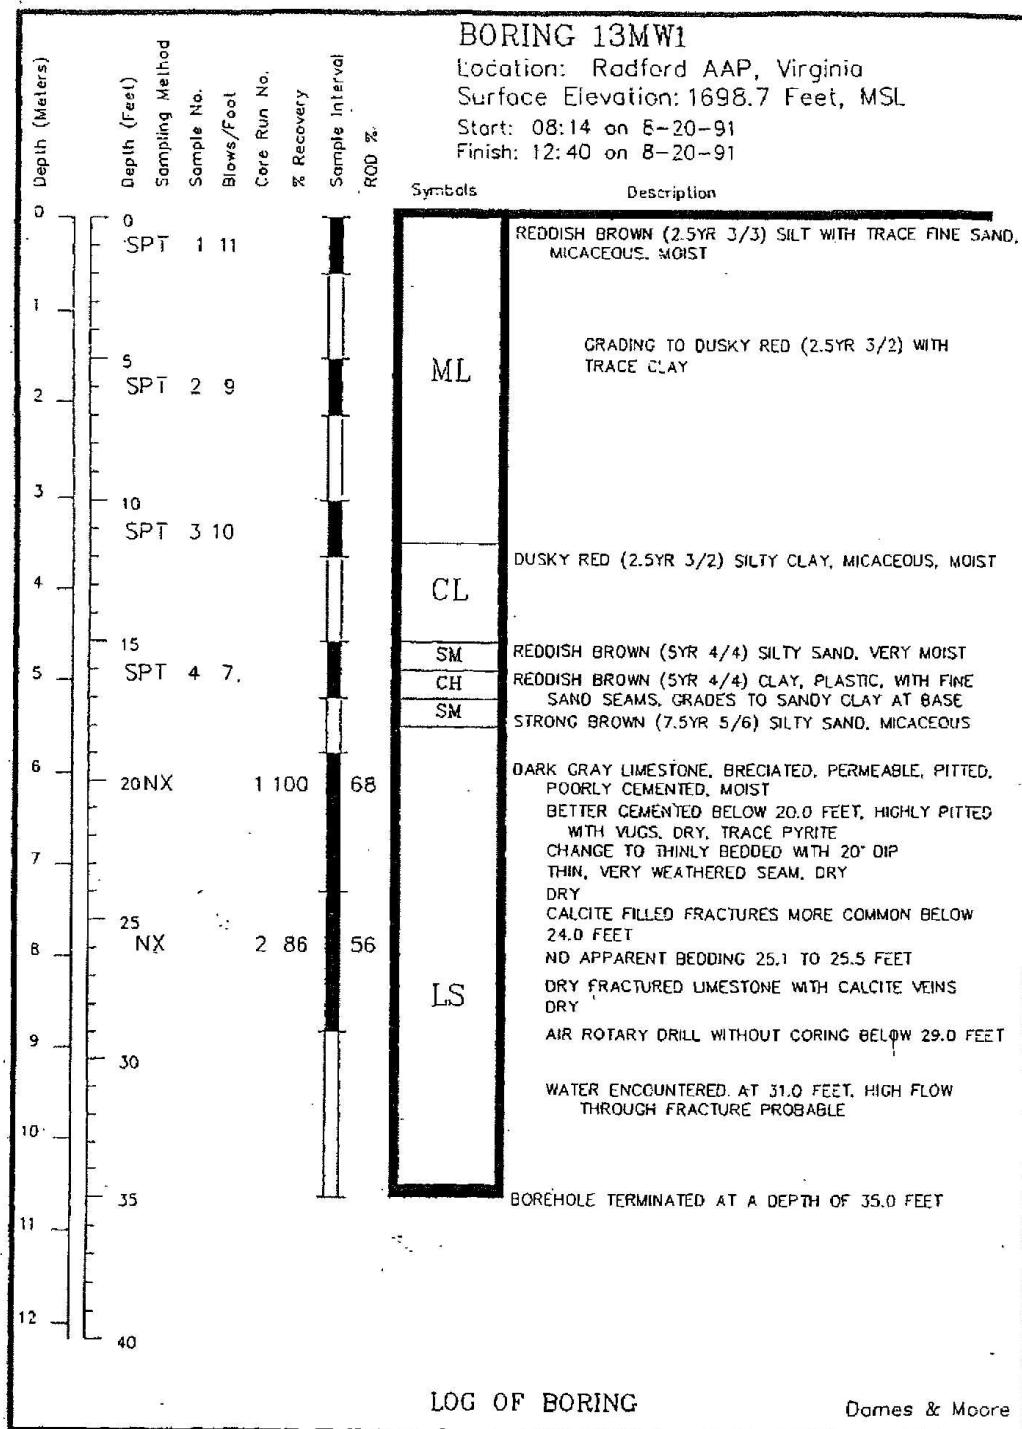 BORING 13MW1
Location: Radford AAP, Virginia
Surface Elevation: 1698.7 Feet, MSL
Start: 08:14 on 8-20-91
Finish: 12:40 on 8-20-91
Depth (Meters)
Depth (Feet)
Sampling Method
Sample No.
Blows/Foot
Core Run No.
% Recovery
Sample Interval
RQD %
Symbols Description
0 0
SPT 1 11
REDDISH BROWN (2.5YR 3/3) SILT WITH TRACE FINE SAND,
MICACEOUS, MOIST
1
ML
GRADING TO DUSKY RED (2.5YR 3/2) WITH
TRACE CLAY
5
SPT 2 9
2
3
10
SPT 3 10
4
CL
DUSKY RED (2.5YR 3/2) SILTY CLAY, MICACEOUS, MOIST
15
SM REDDISH BROWN (5YR 4/4) SILTY SAND, VERY MOIST
5 SPT 4 7
CH REDDISH BROWN (5YR 4/4) CLAY, PLASTIC, WITH FINE
SAND SEAMS, GRADES TO SANDY CLAY AT BASE
SM STRONG BROWN (7.5YR 5/6) SILTY SAND, MICACEOUS
6
DARK GRAY LIMESTONE, BRECIATED, PERMEABLE, PITTED,
POORLY CEMENTED, MOIST
20 NX 1 100 68
BETTER CEMENTED BELOW 20.0 FEET, HIGHLY PITTED
WITH VUGS, DRY, TRACE PYRITE
7
CHANGE TO THINLY BEDDED WITH 20° DIP
THIN, VERY WEATHERED SEAM, DRY
DRY
25
CALCITE FILLED FRACTURES MORE COMMON BELOW
24.0 FEET
8 NX 2 86 56
NO APPARENT BEDDING 25.1 TO 25.5 FEET
LS
DRY FRACTURED LIMESTONE WITH CALCITE VEINS
DRY
9
AIR ROTARY DRILL WITHOUT CORING BELOW 29.0 FEET
30
WATER ENCOUNTERED AT 31.0 FEET, HIGH FLOW
THROUGH FRACTURE PROBABLE
10
35
BOREHOLE TERMINATED AT A DEPTH OF 35.0 FEET
11
12
40
LOG OF BORING
Dames & Moore